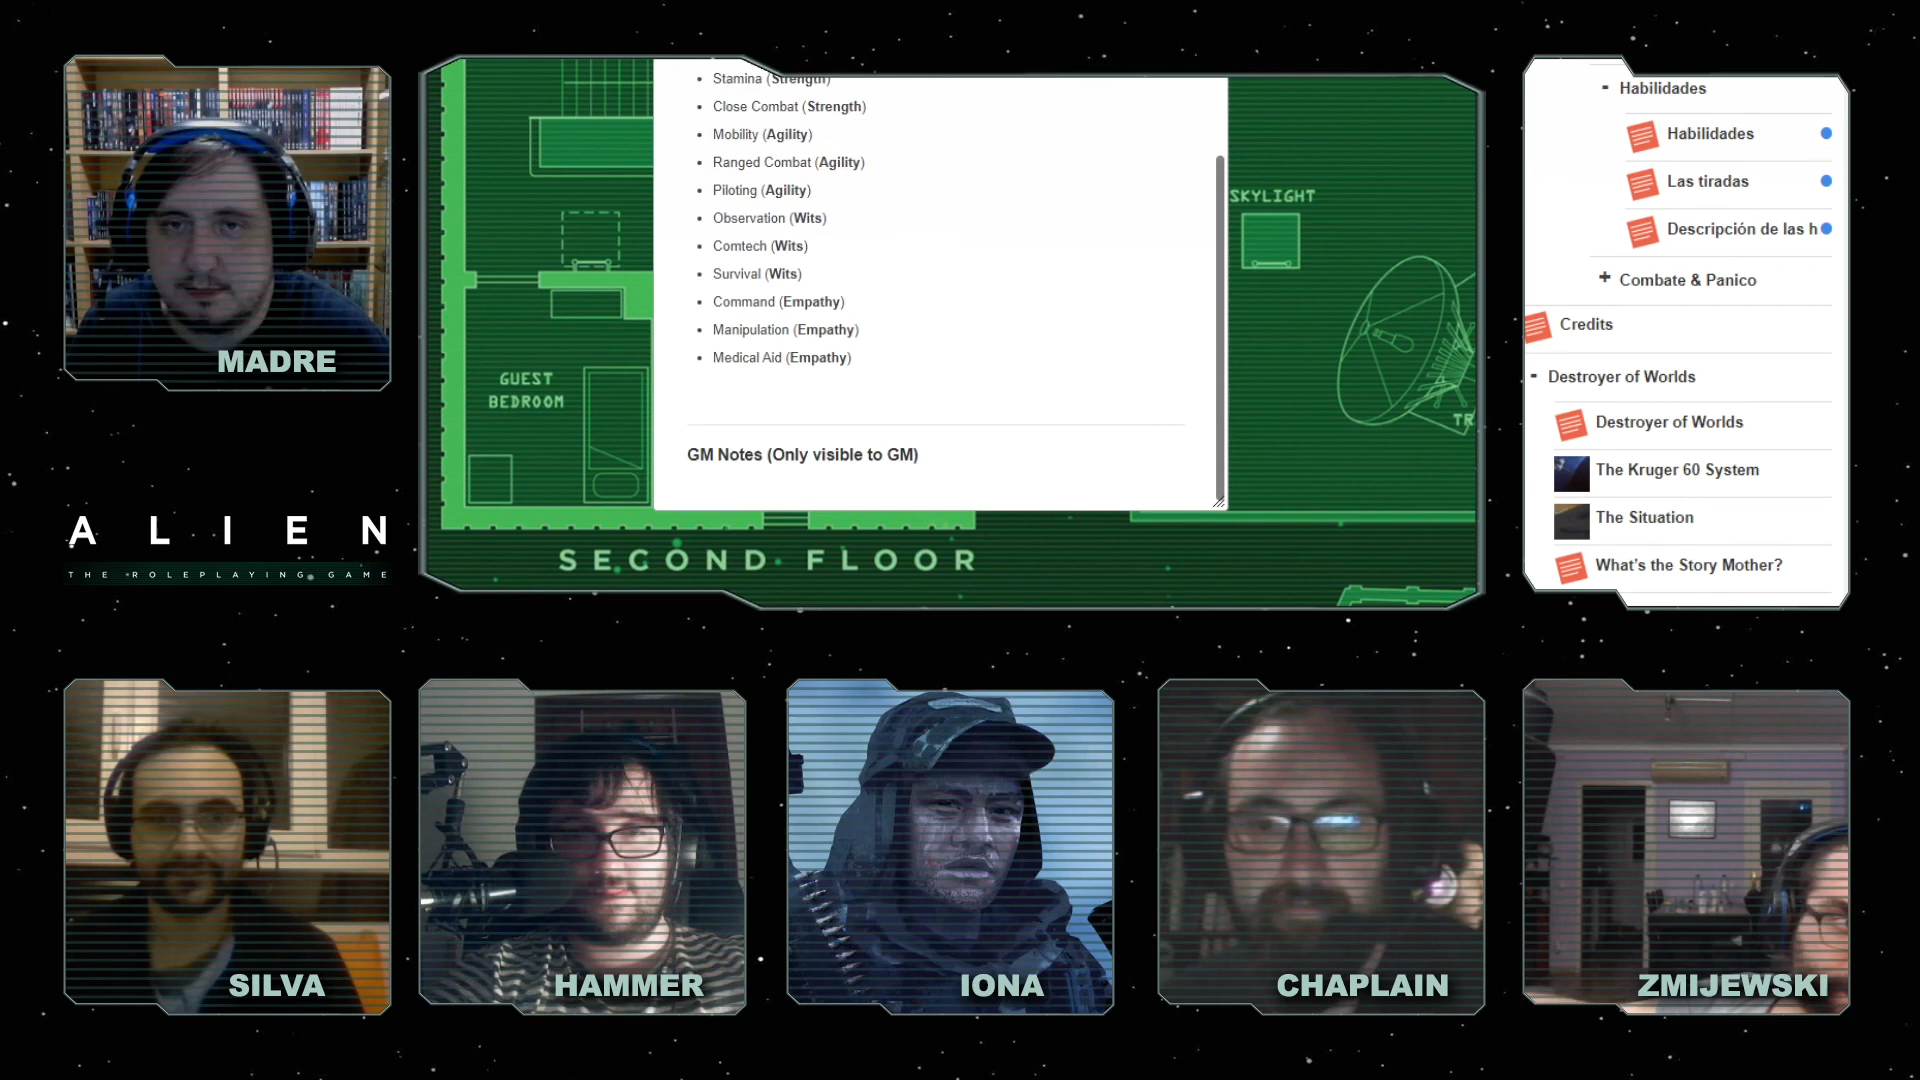 MADRE
A L I E N
THE ROLEPLAYING GAME
Stamina (Strength)
Close Combat (Strength)
Mobility (Agility)
Ranged Combat (Agility)
Piloting (Agility)
Observation (Wits)
Comtech (Wits)
Survival (Wits)
Command (Empathy)
Manipulation (Empathy)
Medical Aid (Empathy)
GM Notes (Only visible to GM)
GUEST
BEDROOM
SKYLIGHT
TR
SECOND FLOOR
- Habilidades
Habilidades
Las tiradas
Descripción de las h
+ Combate & Panico
Credits
- Destroyer of Worlds
Destroyer of Worlds
The Kruger 60 System
The Situation
What's the Story Mother?
SILVA
HAMMER
IONA
CHAPLAIN
ZMIJEWSKI